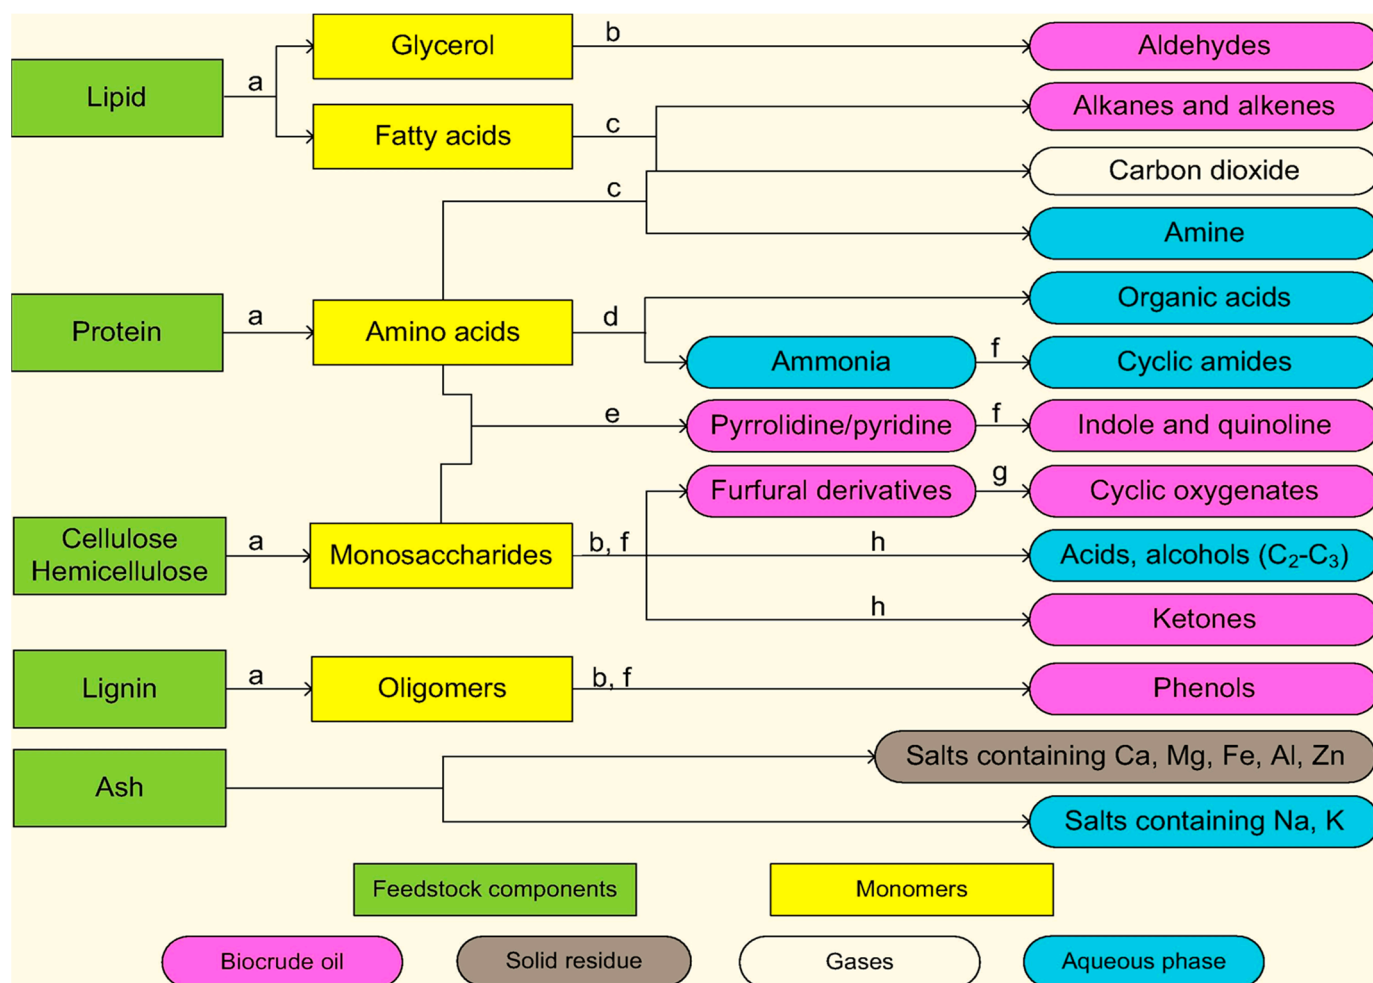 Glycerol
b
Aldehydes
Lipid
a
Alkanes and alkenes
Fatty acids
c
Carbon dioxide
c
Amine
Organic acids
Protein
a
Amino acids
d
Ammonia
f
Cyclic amides
e
Pyrrolidine/pyridine
f
Indole and quinoline
Furfural derivatives
g
Cyclic oxygenates
Cellulose
Hemicellulose
a
Monosaccharides
b, f
h
Acids, alcohols (C₂-C₃)
h
Ketones
Lignin
a
Oligomers
b, f
Phenols
Ash
Salts containing Ca, Mg, Fe, Al, Zn
Salts containing Na, K
Feedstock components
Monomers
Biocrude oil
Solid residue
Gases
Aqueous phase